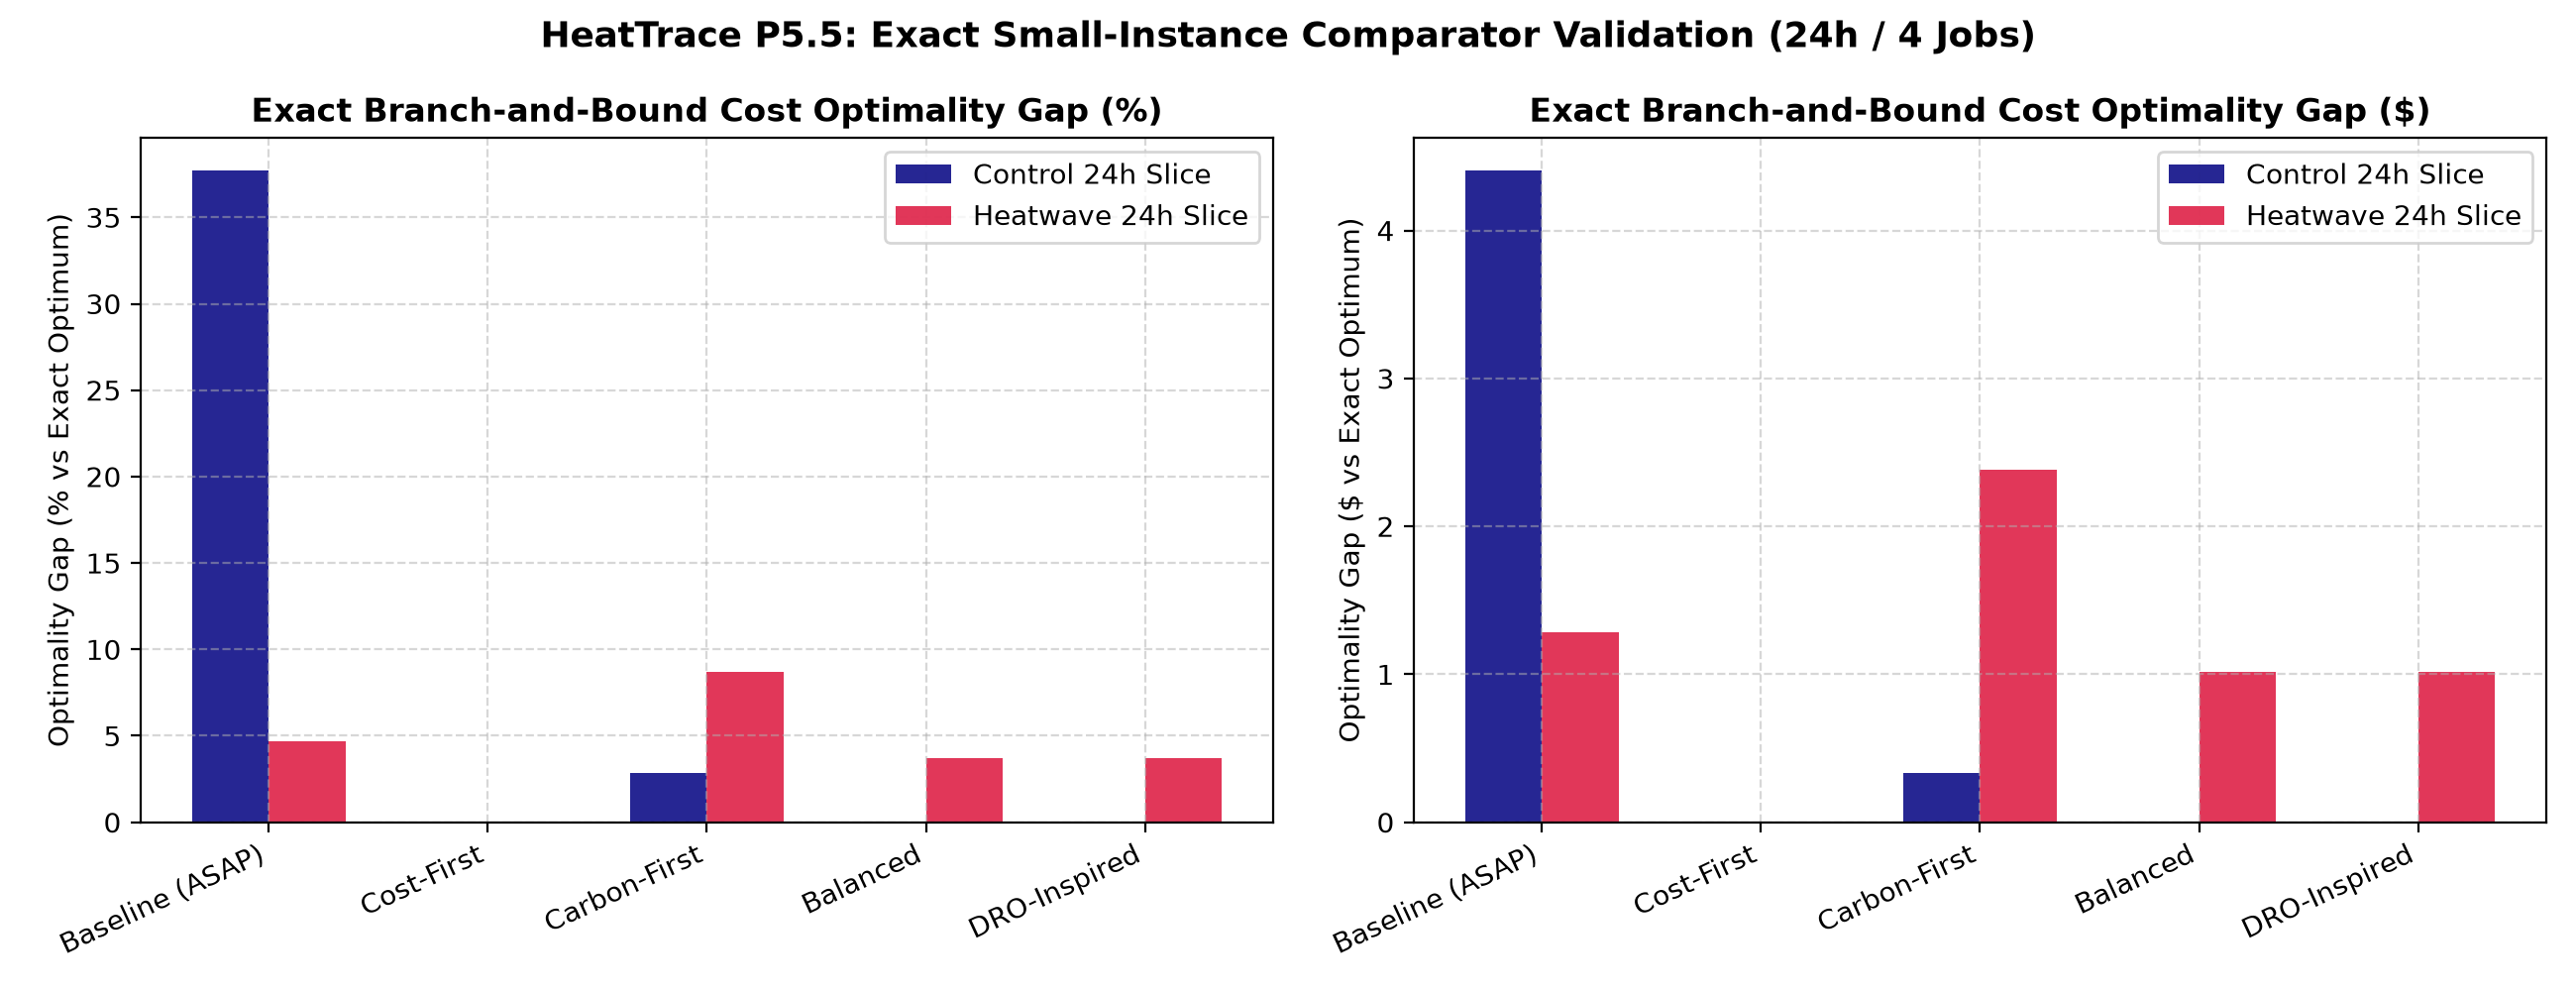 HeatTrace P5.5: Exact Small-Instance Comparator Validation (24h / 4 Jobs)
Exact Branch-and-Bound Cost Optimality Gap (%)
Optimality Gap (% vs Exact Optimum)
35
30
25
20
15
10
5
0
Control 24h Slice
Heatwave 24h Slice
Baseline (ASAP)
Cost-First
Carbon-First
Balanced
DRO-Inspired
Exact Branch-and-Bound Cost Optimality Gap ($)
Optimality Gap ($ vs Exact Optimum)
4
3
2
1
0
Control 24h Slice
Heatwave 24h Slice
Baseline (ASAP)
Cost-First
Carbon-First
Balanced
DRO-Inspired